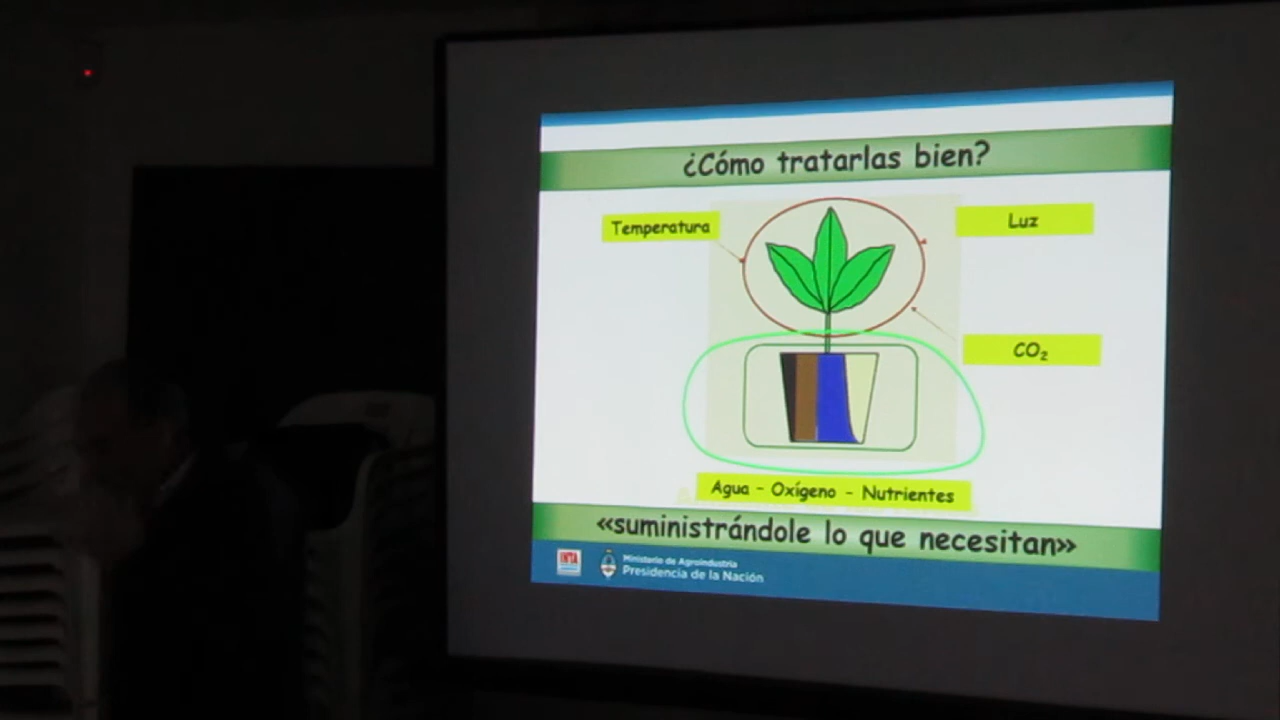 ¿Cómo tratarlas bien?
Temperatura
Luz
CO₂
Agua - Oxígeno - Nutrientes
«suministrándole lo que necesitan»
INTA
Ministerio de Agroindustria
Presidencia de la Nación